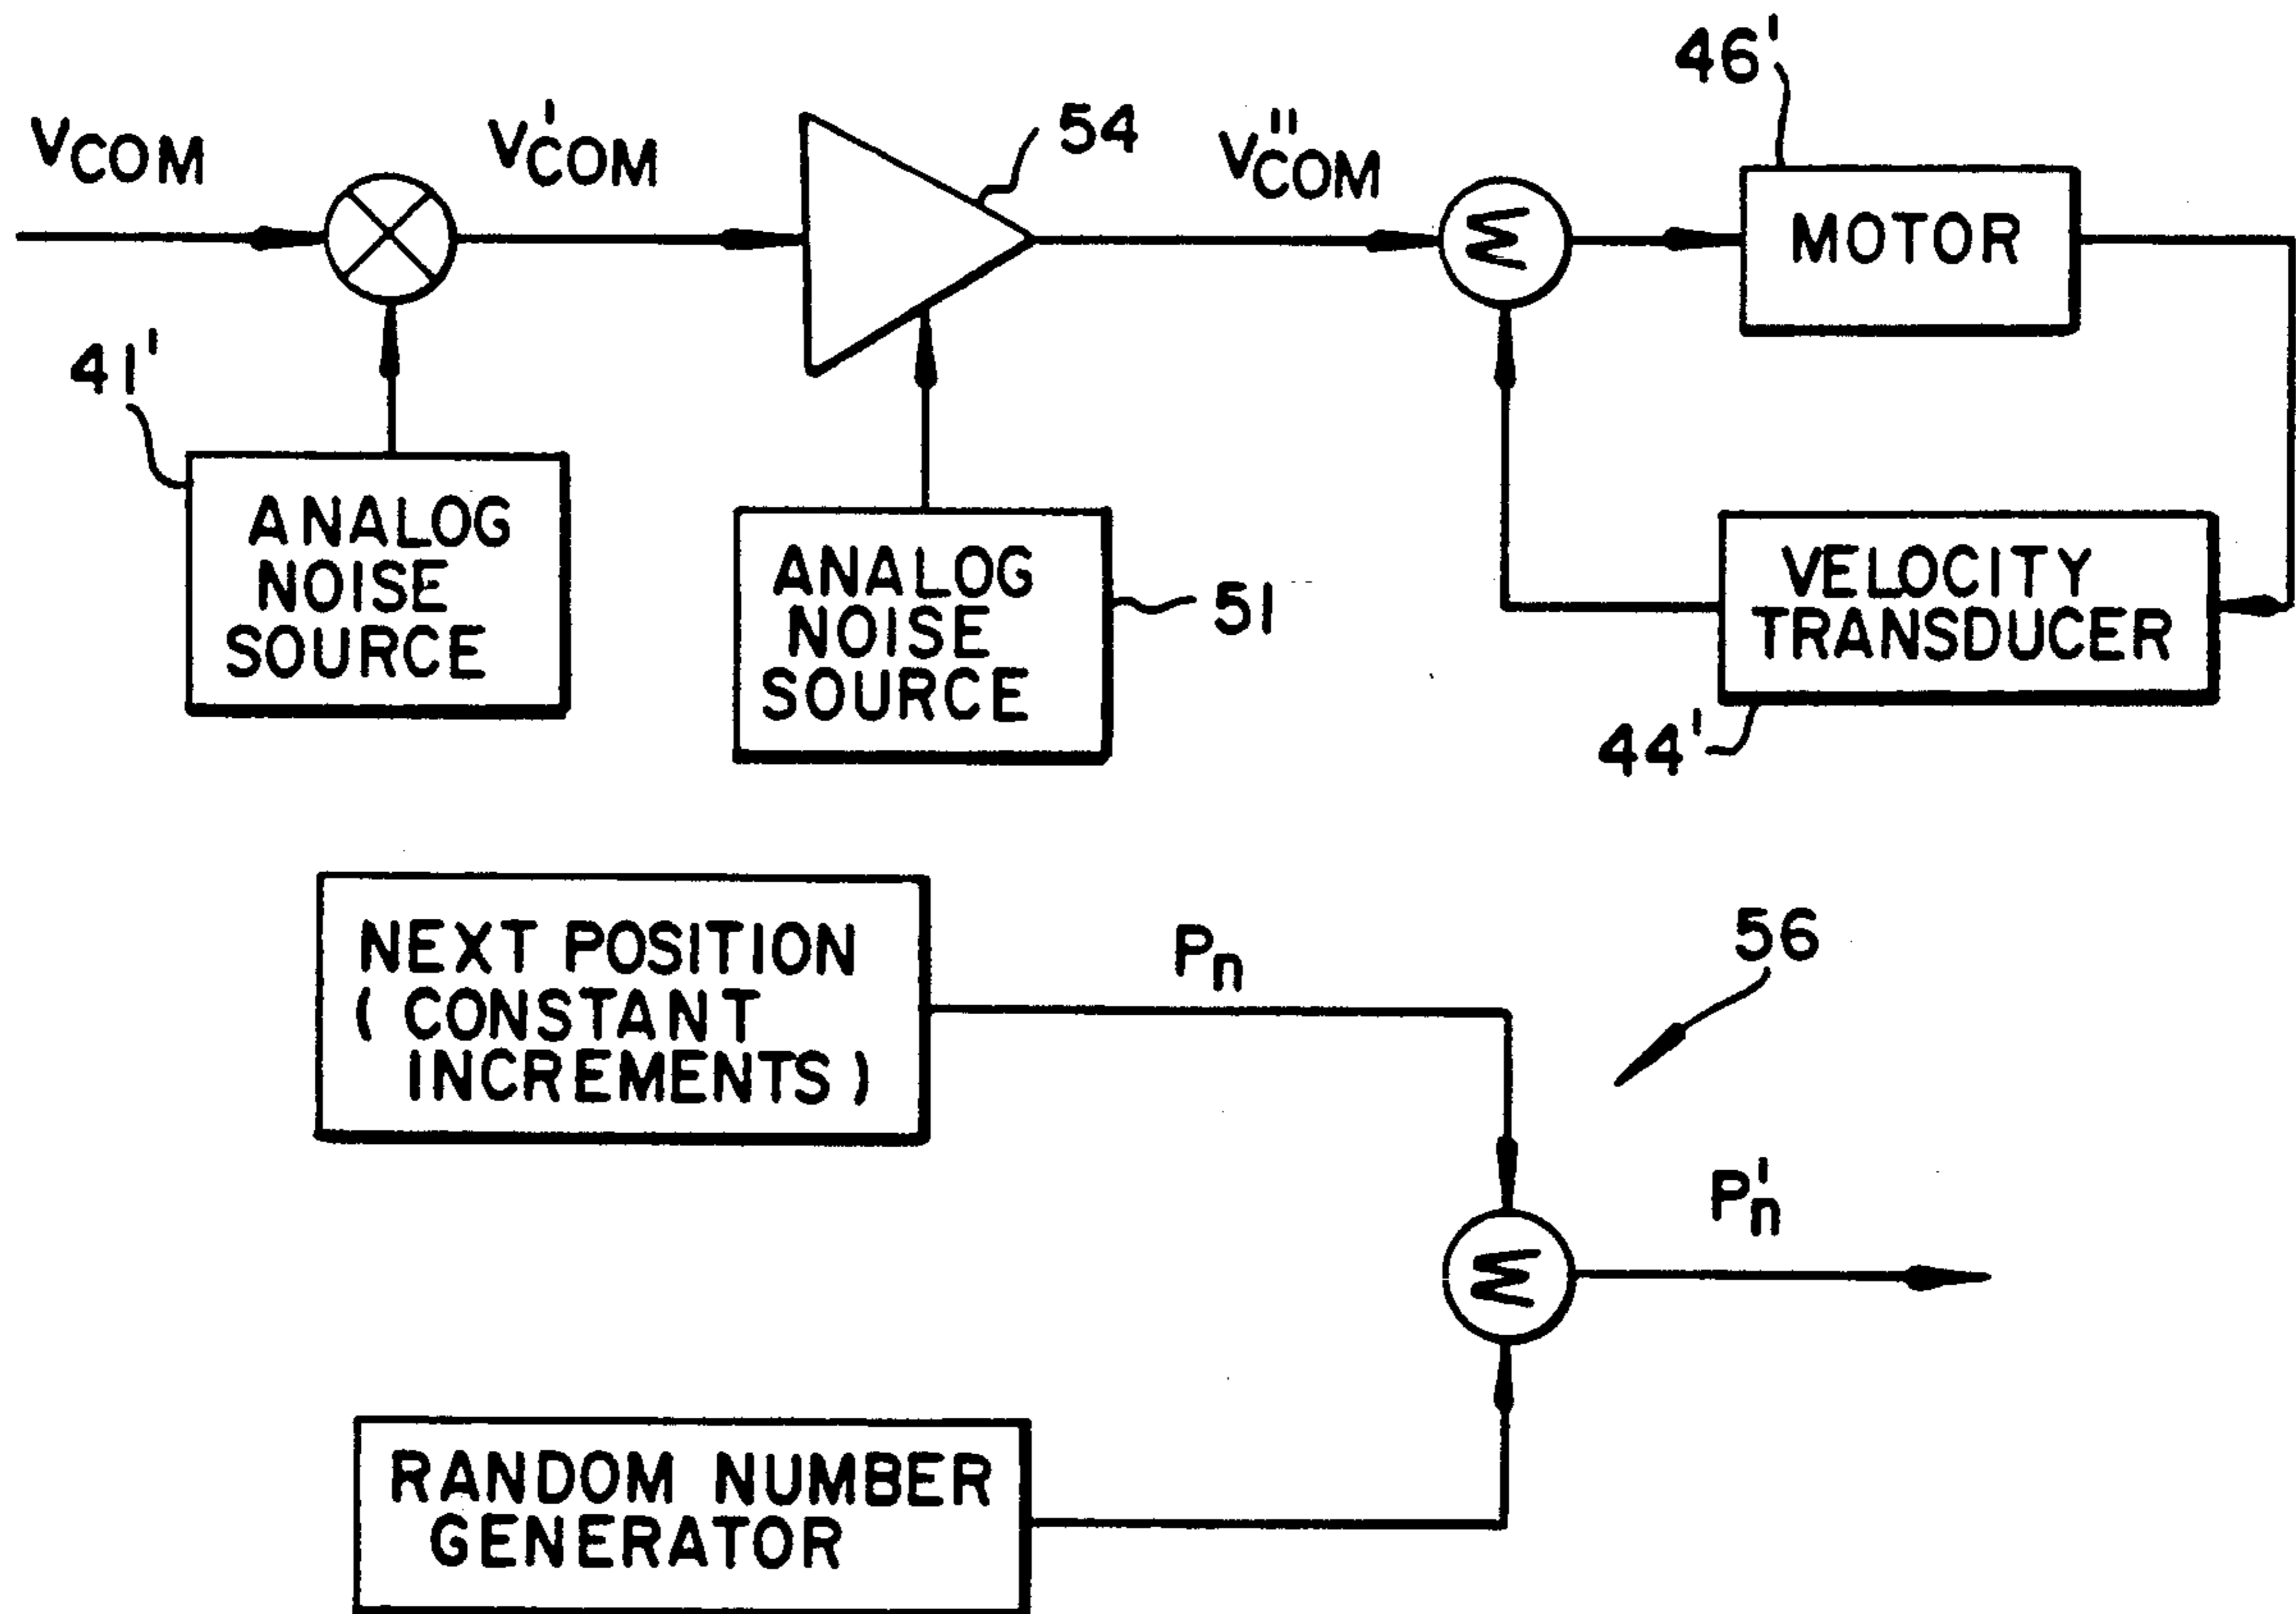 46'
VCOM
V'COM
54
V''COM
MOTOR
41'
ANALOG
NOISE
SOURCE
ANALOG
NOISE
SOURCE
51
VELOCITY
TRANSDUCER
44'
NEXT POSITION
( CONSTANT
INCREMENTS )
Pn
56
Σ
Σ
P'n
RANDOM NUMBER
GENERATOR